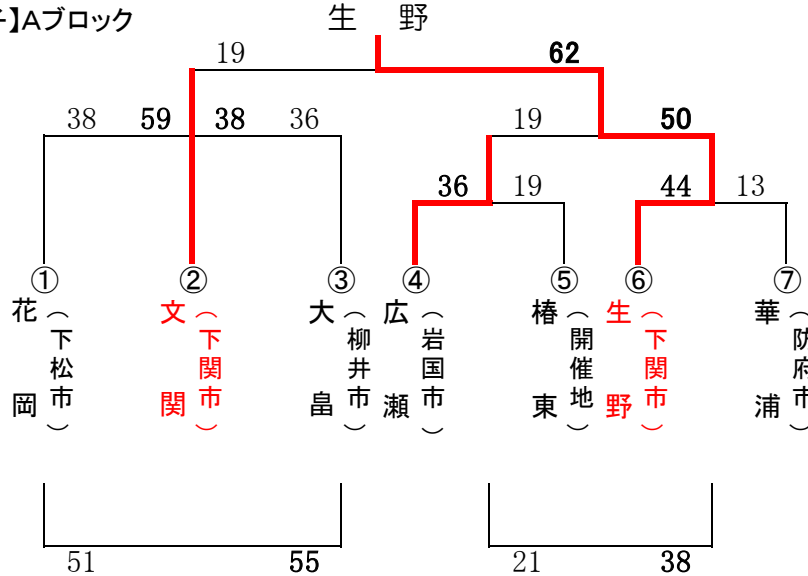 】Aブロック
生 野
19 62
38 59 38 36 19 50
36 19 44 13
① ② ③ ④ ⑤ ⑥ ⑦
花岡（下松市）
文関（下関市）
大畠（柳井市）
広瀬（岩国市）
椿東（開催地）
生野（下関市）
華浦（防府市）
51 55 21 38